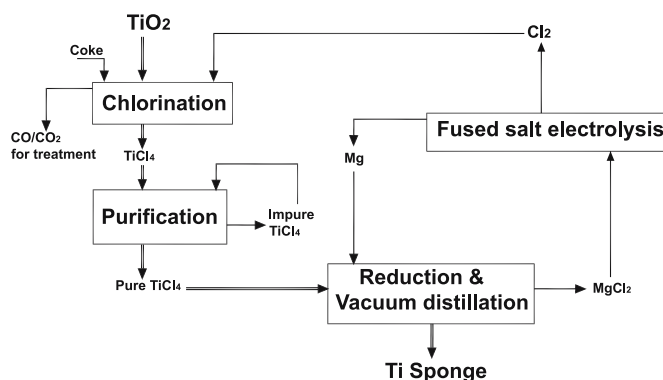 TiO2
Cl2
Coke
Chlorination
Fused salt electrolysis
CO/CO2
for treatment
TiCl4
Mg
Purification
Impure
TiCl4
Reduction &
Vacuum distillation
Pure TiCl4
MgCl2
Ti Sponge